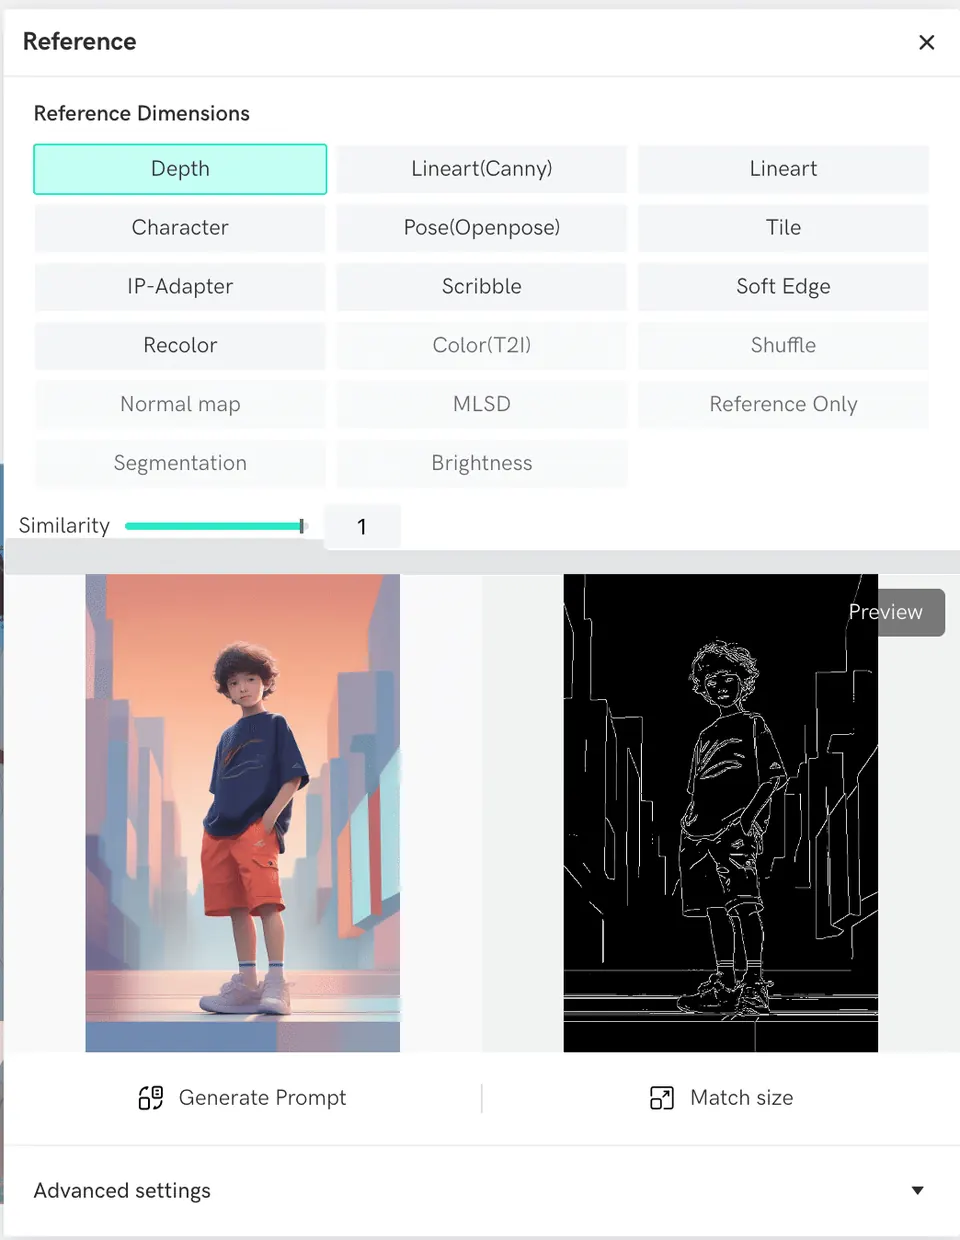 Reference
Reference Dimensions
Depth
Lineart(Canny)
Lineart
Character
Pose(Openpose)
Tile
IP-Adapter
Scribble
Soft Edge
Recolor
Color(T2I)
Shuffle
Normal map
MLSD
Reference Only
Segmentation
Brightness
Similarity 1
Preview
Generate Prompt
Match size
Advanced settings